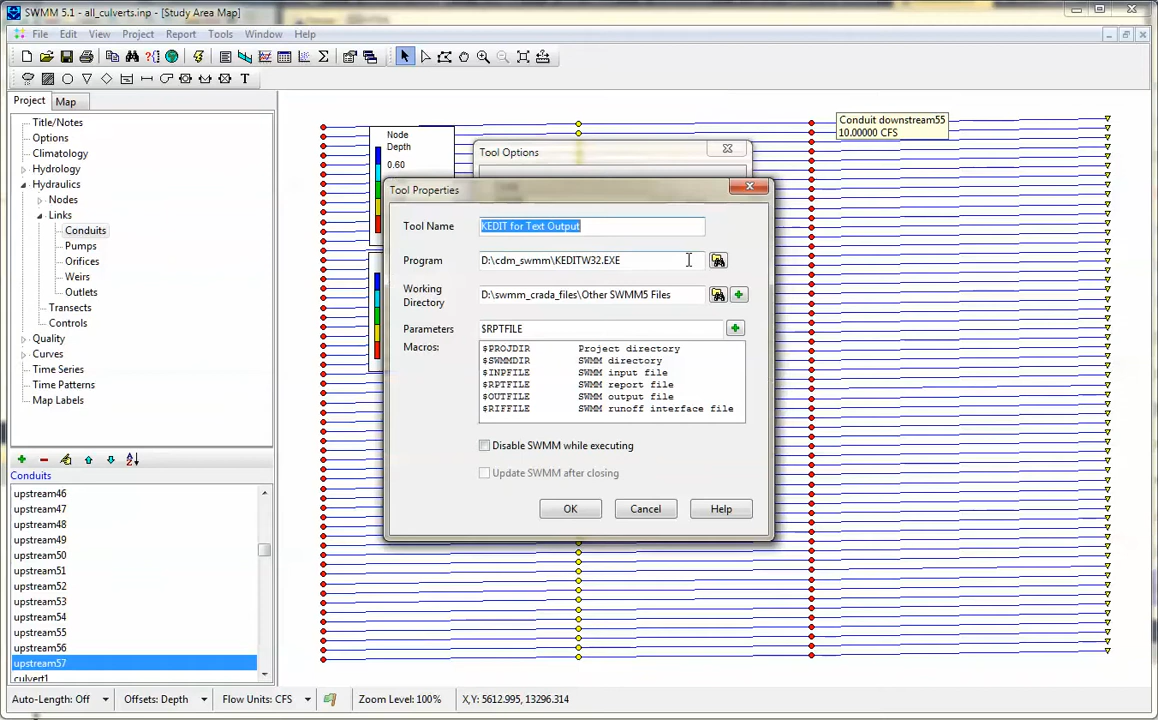 SWMM 5.1 - all_culverts.inp - [Study Area Map]
File Edit View Project Report Tools Window Help
Project Map
Title/Notes
Options
Climatology
Hydrology
Hydraulics
Nodes
Links
Conduits
Pumps
Orifices
Weirs
Outlets
Transects
Controls
Quality
Curves
Time Series
Time Patterns
Map Labels
Conduits
upstream46
upstream47
upstream48
upstream49
upstream50
upstream51
upstream52
upstream53
upstream54
upstream55
upstream56
upstream57
culvert1
Node
Depth
0.60
Conduit downstream55
10.00000 CFS
Tool Options
Tool Properties
Tool Name KEDIT for Text Output
Program D:\cdm_swmm\KEDITW32.EXE
Working
Directory
D:\swmm_crada_files\Other SWMM5 Files
Parameters $RPTFILE
Macros:
$PROJDIR Project directory
$SWMMDIR SWMM directory
$INPFILE SWMM input file
$RPTFILE SWMM report file
$OUTFILE SWMM output file
$RIFFILE SWMM runoff interface file
Disable SWMM while executing
Update SWMM after closing
OK Cancel Help
Auto-Length: Off Offsets: Depth Flow Units: CFS Zoom Level: 100% X,Y: 5612.995, 13296.314